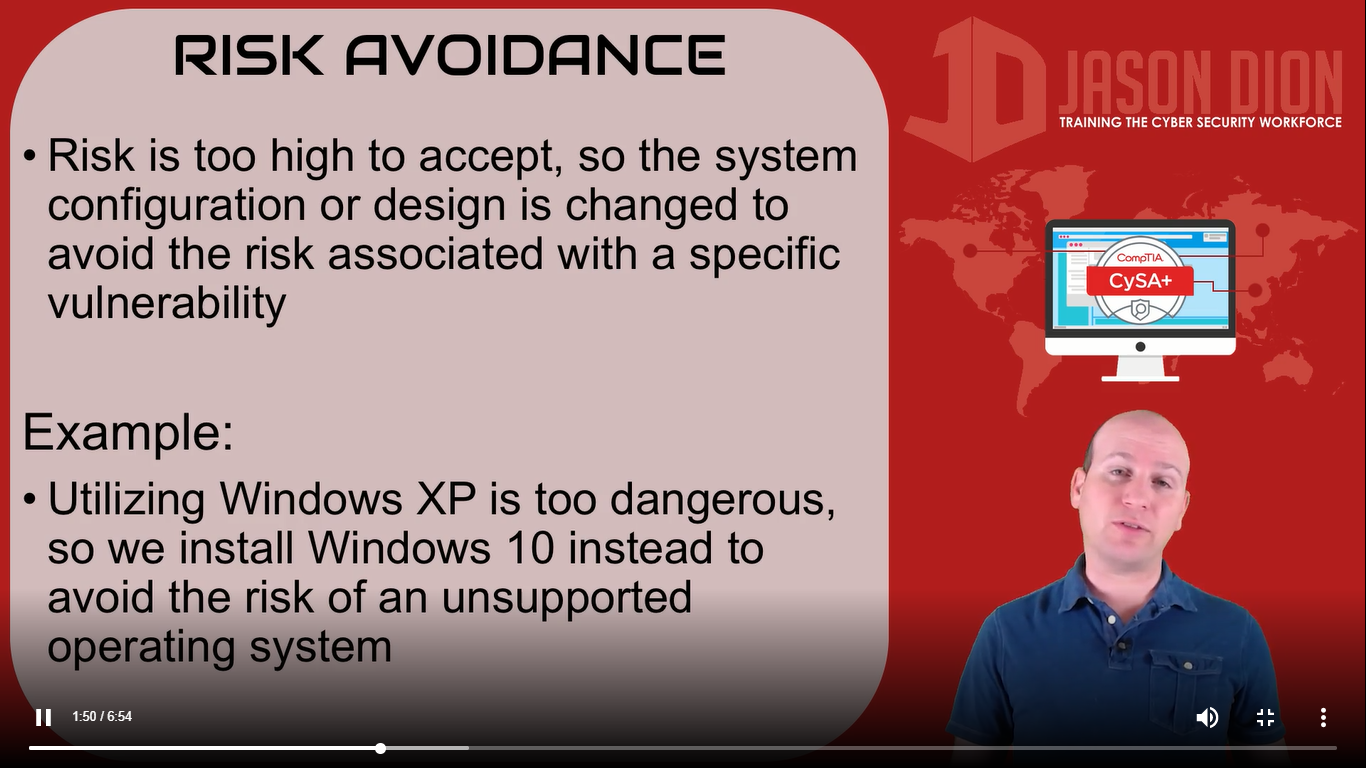 RISK AVOIDANCE
• Risk is too high to accept, so the system
configuration or design is changed to
avoid the risk associated with a specific
vulnerability
Example:
• Utilizing Windows XP is too dangerous,
so we install Windows 10 instead to
avoid the risk of an unsupported
operating system
JD
JASON DION
TRAINING THE CYBER SECURITY WORKFORCE
CompTIA
CySA+
1:50 / 6:54